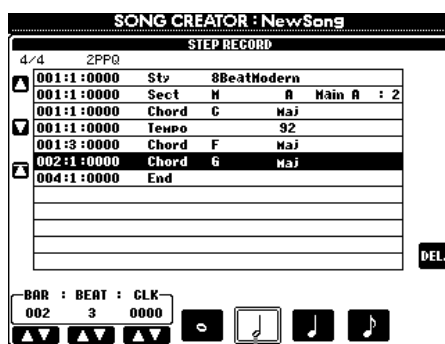 SONG CREATOR : NewSong
STEP RECORD
4/4 2PPQ
001:1:0000 Sty 8BeatModern
001:1:0000 Sect M A Main A : 2
001:1:0000 Chord C Maj
001:1:0000 Tempo 92
001:3:0000 Chord F Maj
002:1:0000 Chord G Maj
004:1:0000 End
DEL.
BAR : BEAT : CLK
002 3 0000